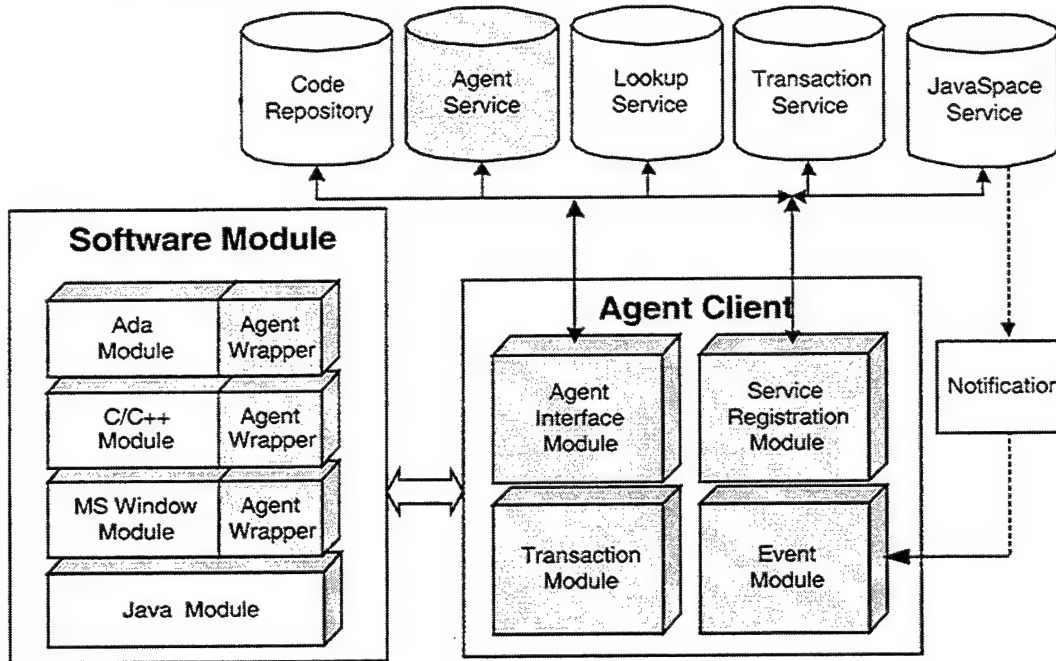 Code
Repository
Agent
Service
Lookup
Service
Transaction
Service
JavaSpace
Service
Software Module
Ada
Module
Agent
Wrapper
C/C++
Module
Agent
Wrapper
MS Window
Module
Agent
Wrapper
Java Module
Agent Client
Agent
Interface
Module
Service
Registration
Module
Transaction
Module
Event
Module
Notification